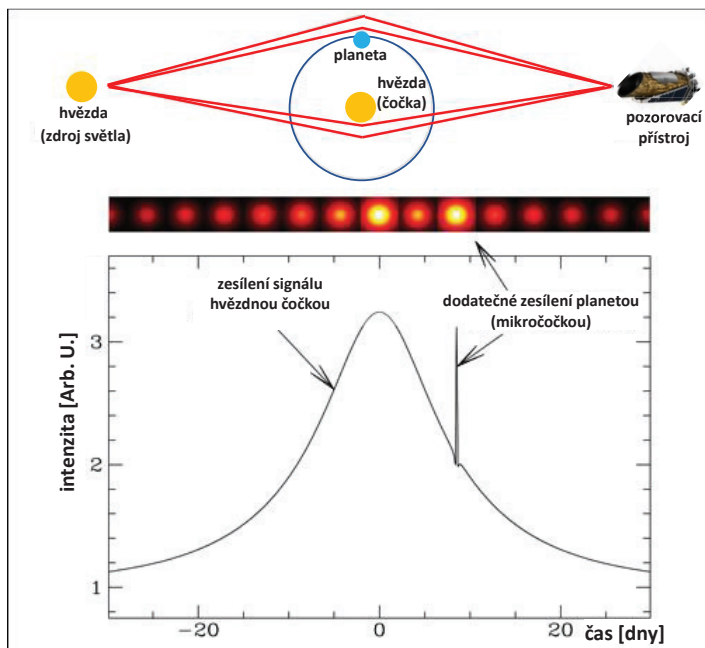 planeta
hvězda
(zdroj světla)
hvězda
(čočka)
pozorovací
přístroj
zesílení signálu
hvězdnou čočkou
dodatečné zesílení planetou
(mikročočkou)
intenzita [Arb. U.]
3
2
1
−20
0
20
čas [dny]